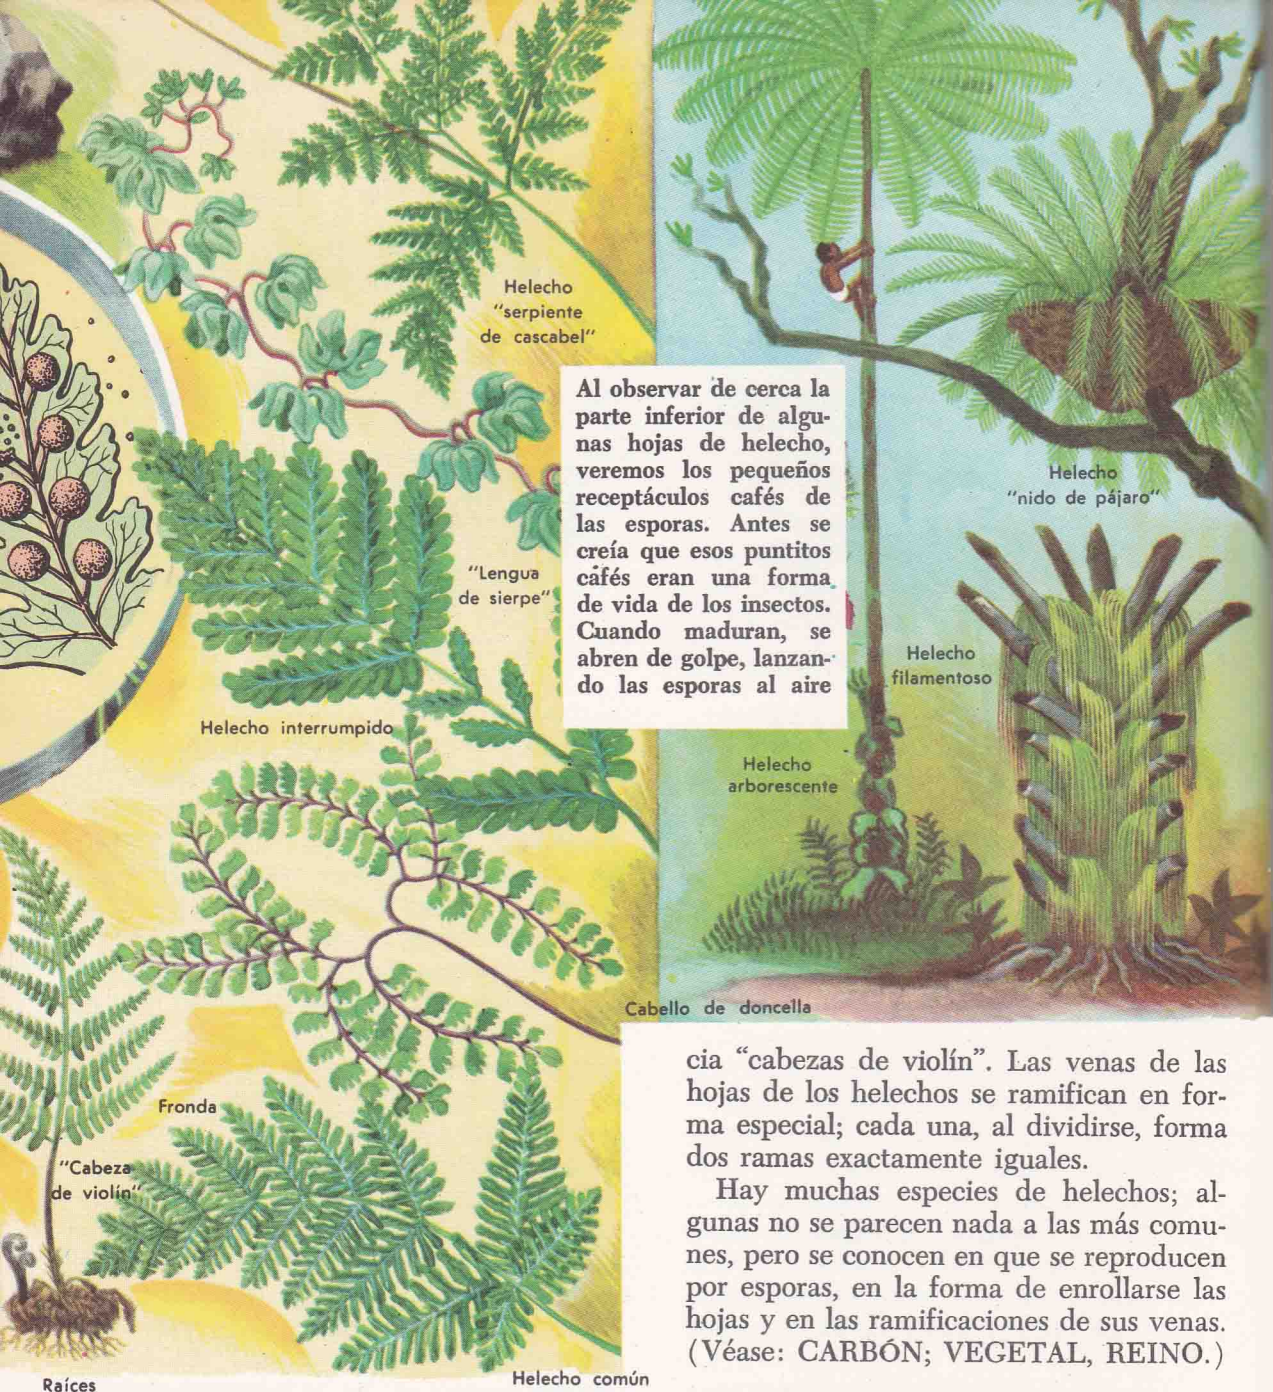 Helecho
"serpiente
de cascabel"
Al observar de cerca la
parte inferior de algu-
nas hojas de helecho,
veremos los pequeños
receptáculos cafés de
las esporas. Antes se
creía que esos puntitos
cafés eran una forma
de vida de los insectos.
Cuando maduran, se
abren de golpe, lanzan-
do las esporas al aire
Helecho
"nido de pájaro"
"Lengua
de sierpe"
Helecho
filamentoso
Helecho interrumpido
Helecho
arborescente
Cabello de doncella
Fronda
"Cabeza
de violín"
Raíces
Helecho común
cia “cabezas de violín”. Las venas de las
hojas de los helechos se ramifican en for-
ma especial; cada una, al dividirse, forma
dos ramas exactamente iguales.
Hay muchas especies de helechos; al-
gunas no se parecen nada a las más comu-
nes, pero se conocen en que se reproducen
por esporas, en la forma de enrollarse las
hojas y en las ramificaciones de sus venas.
(Véase: CARBÓN; VEGETAL, REINO.)